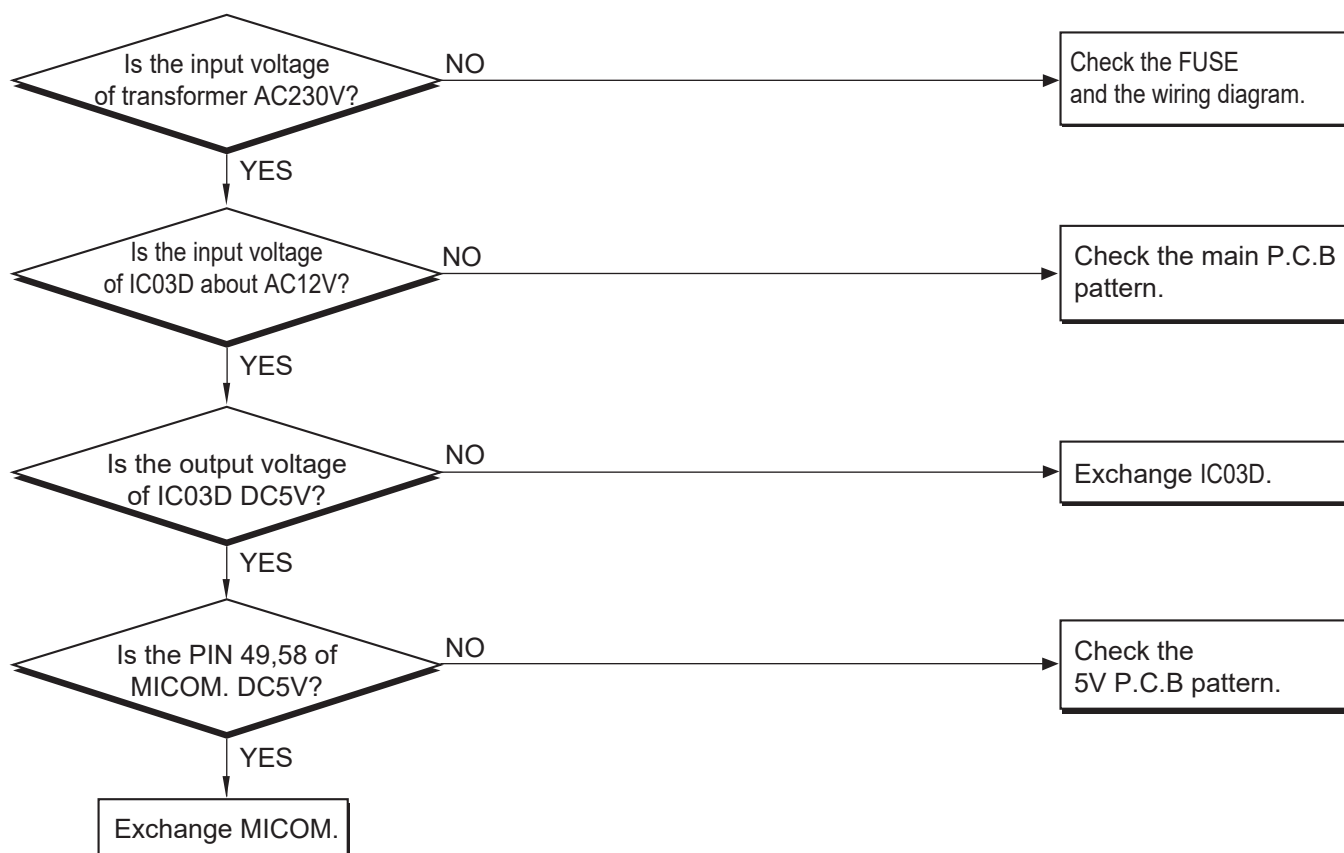 Is the input voltage
of transformer AC230V?
NO
Check the FUSE
and the wiring diagram.
YES
Is the input voltage
of IC03D about AC12V?
NO
Check the main P.C.B
pattern.
YES
Is the output voltage
of IC03D DC5V?
NO
Exchange IC03D.
YES
Is the PIN 49,58 of
MICOM. DC5V?
NO
Check the
5V P.C.B pattern.
YES
Exchange MICOM.